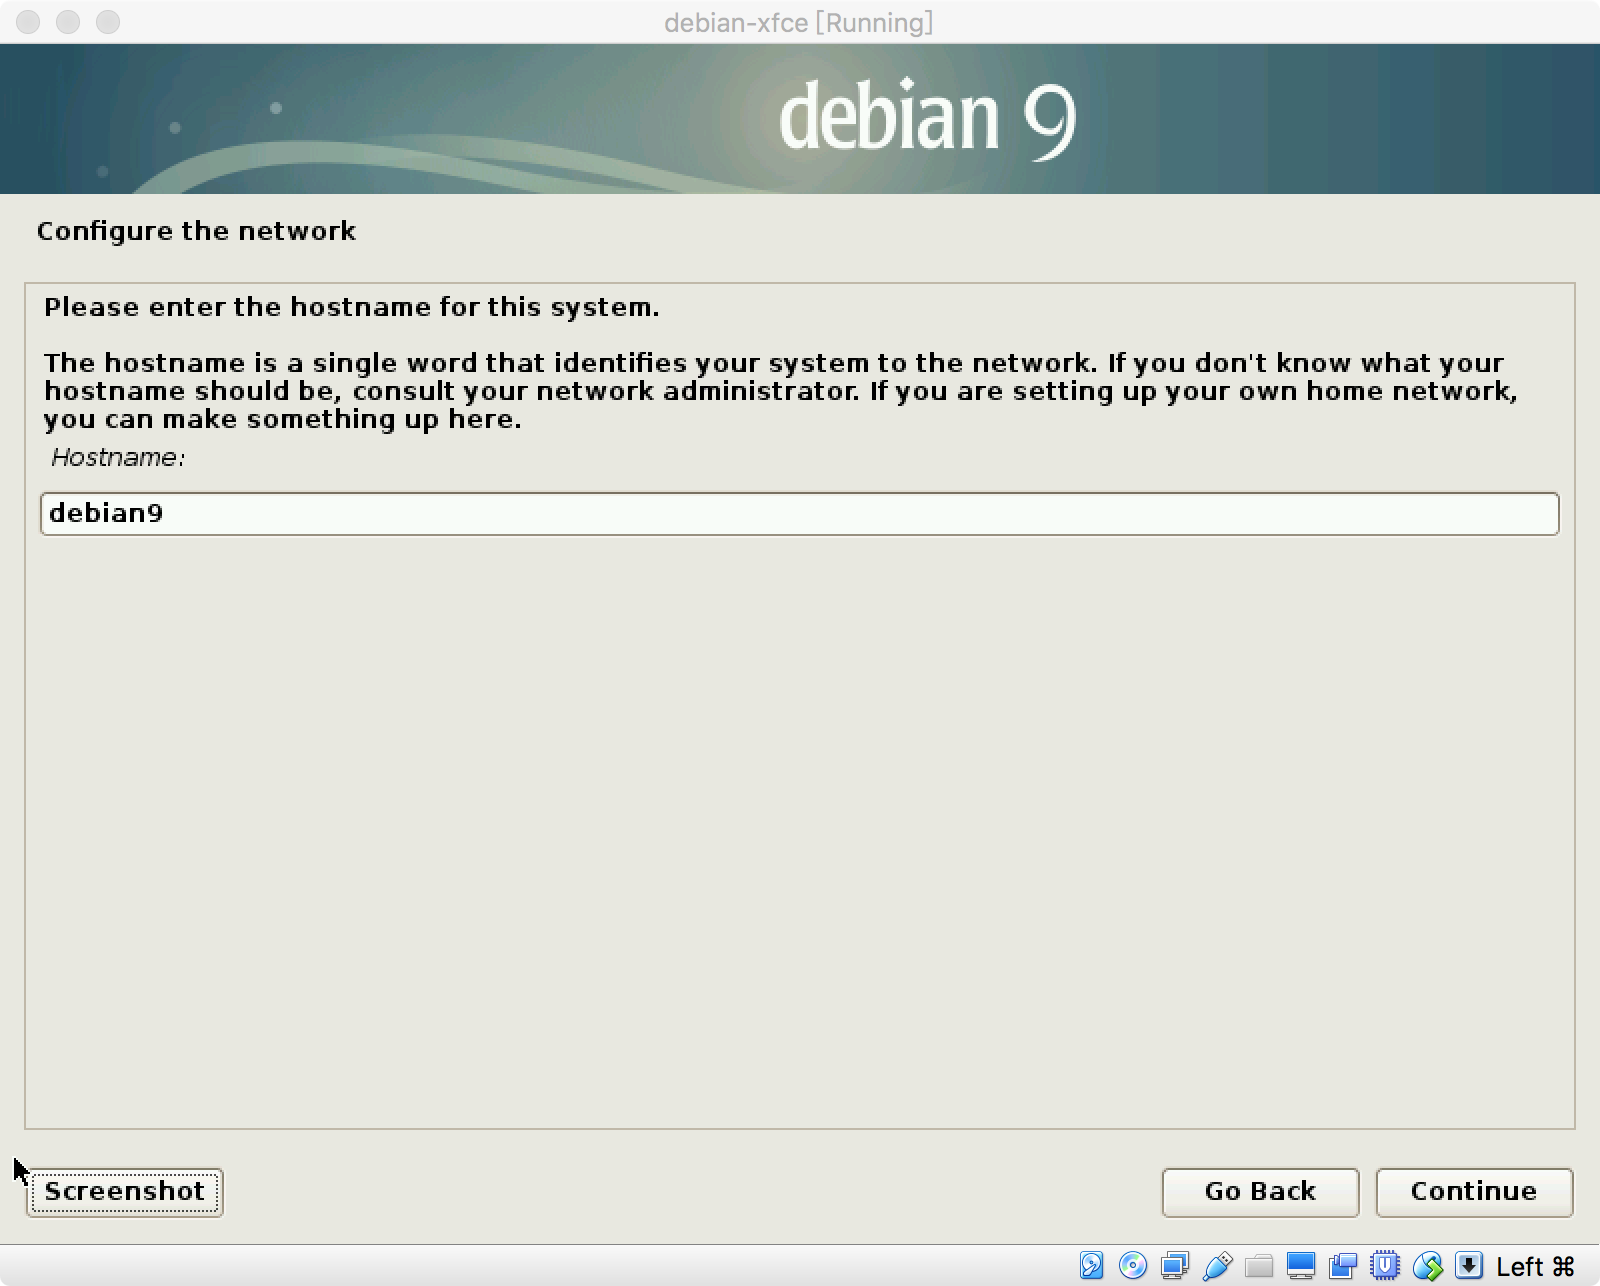 debian-xfce [Running]
debian 9
Configure the network
Please enter the hostname for this system.
The hostname is a single word that identifies your system to the network. If you don't know what your
hostname should be, consult your network administrator. If you are setting up your own home network,
you can make something up here.
Hostname:
debian9
Screenshot
Go Back
Continue
Left ⌘